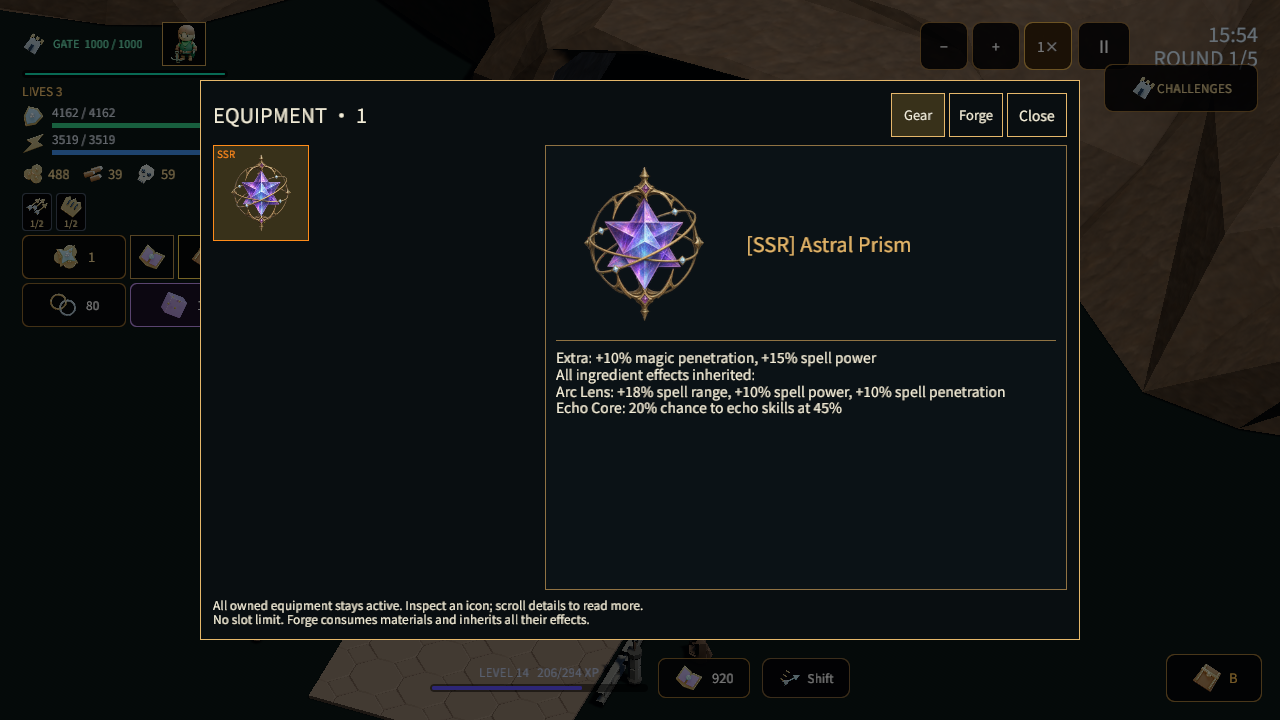 GATE 1000 / 1000
LIVES 3
4162 / 4162
3519 / 3519
488 39 59
1/2 1/2
1
80
− + 1× II
15:54
ROUND 1/5
CHALLENGES
EQUIPMENT • 1
Gear Forge Close
SSR
[SSR] Astral Prism
Extra: +10% magic penetration, +15% spell power
All ingredient effects inherited:
Arc Lens: +18% spell range, +10% spell power, +10% spell penetration
Echo Core: 20% chance to echo skills at 45%
All owned equipment stays active. Inspect an icon; scroll details to read more.
No slot limit. Forge consumes materials and inherits all their effects.
LEVEL 14 206/294 XP
920
Shift
B